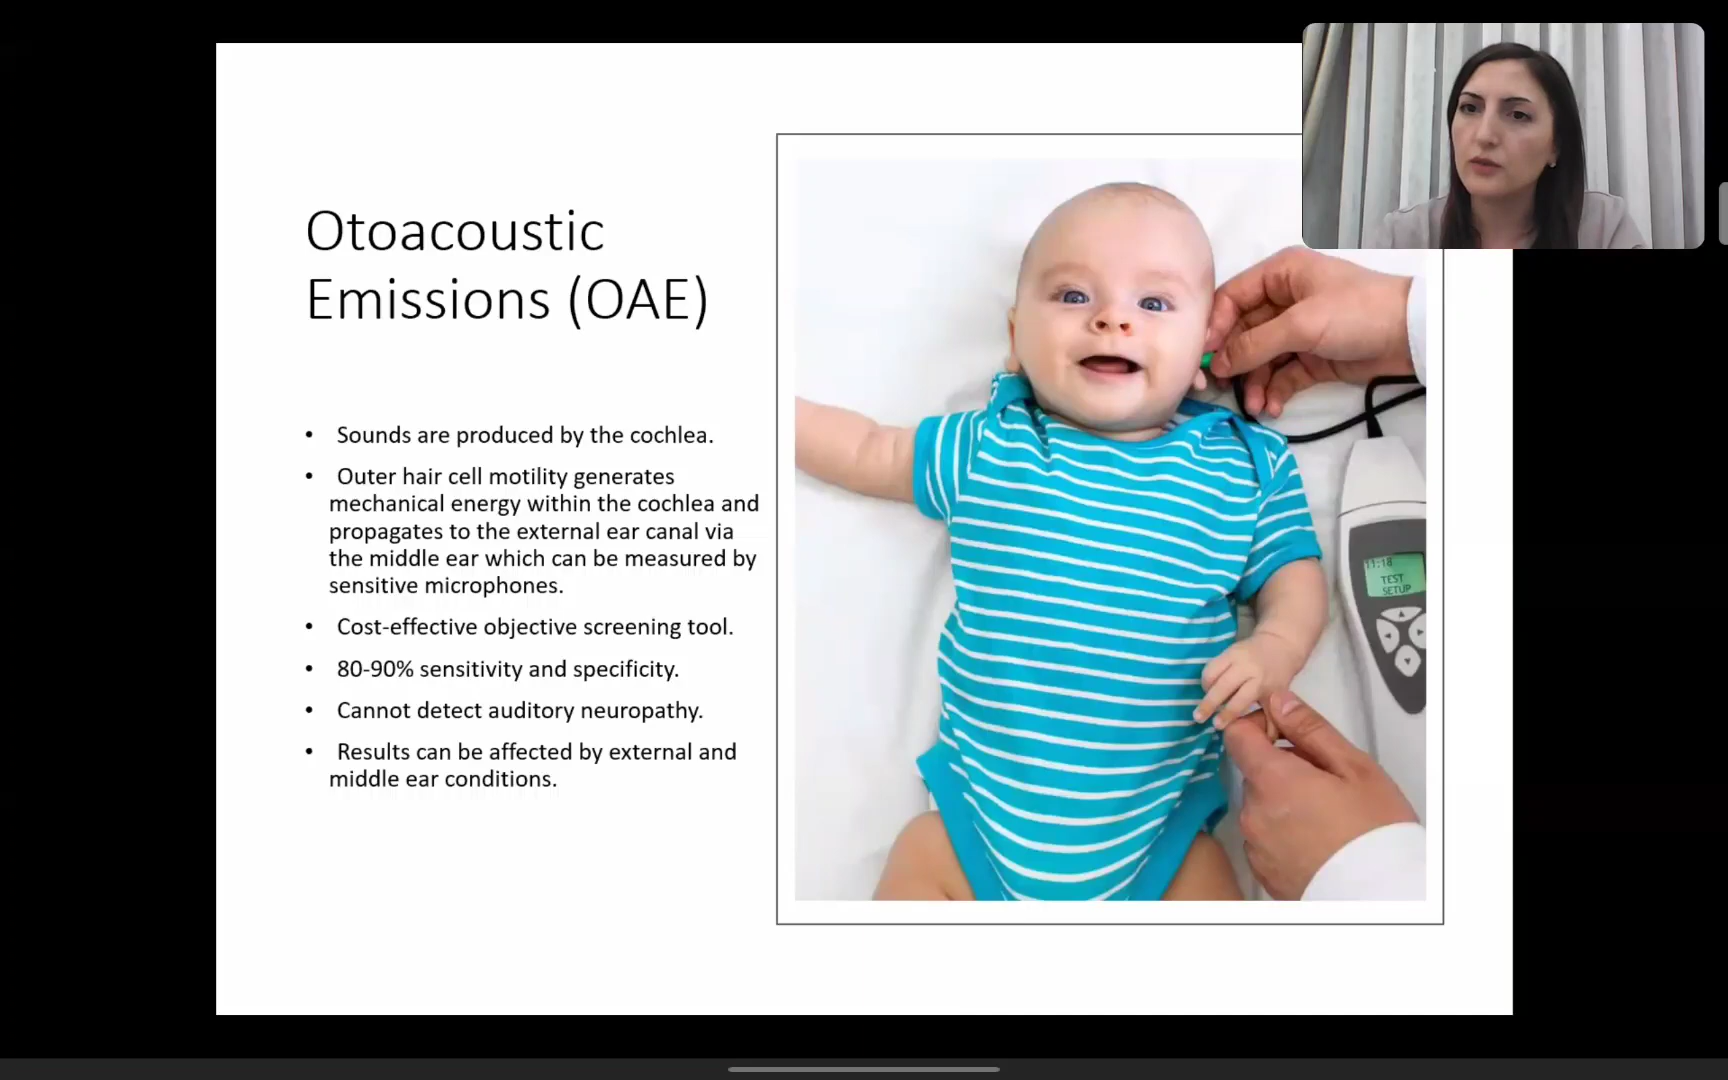 Otoacoustic
Emissions (OAE)
• Sounds are produced by the cochlea.
• Outer hair cell motility generates
mechanical energy within the cochlea and
propagates to the external ear canal via
the middle ear which can be measured by
sensitive microphones.
• Cost-effective objective screening tool.
• 80-90% sensitivity and specificity.
• Cannot detect auditory neuropathy.
• Results can be affected by external and
middle ear conditions.
11:18
TEST
SETUP